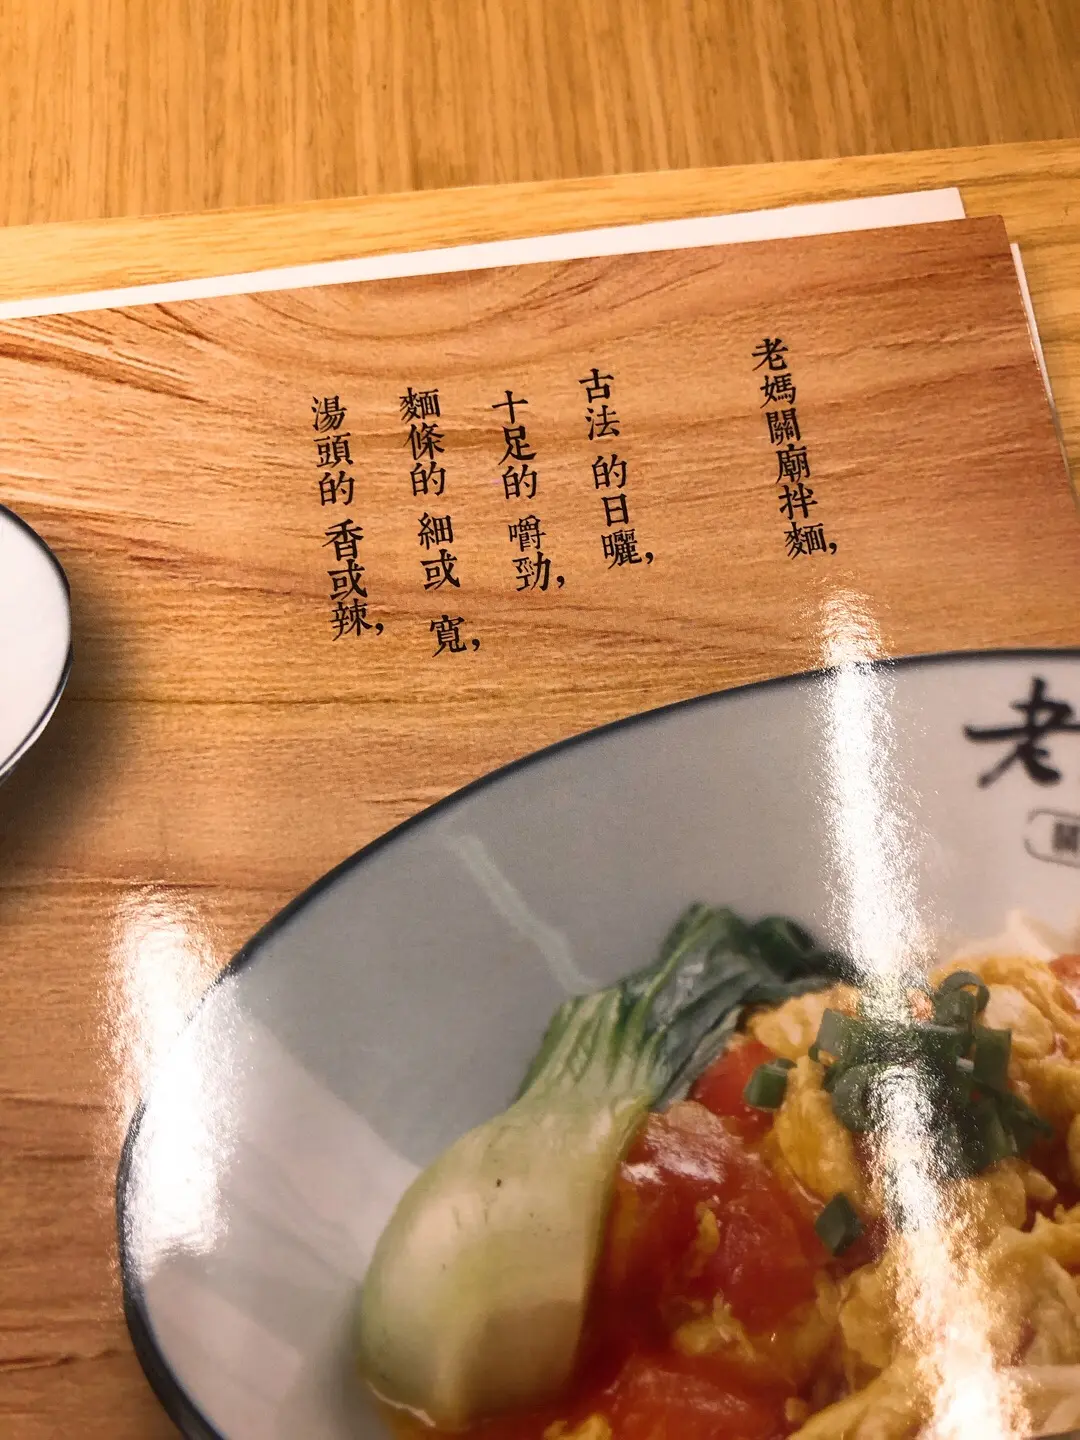 老媽關廟拌麵，
古法的日曬，
十足的嚼勁，
麵條的細或寬，
湯頭的香或辣，
老